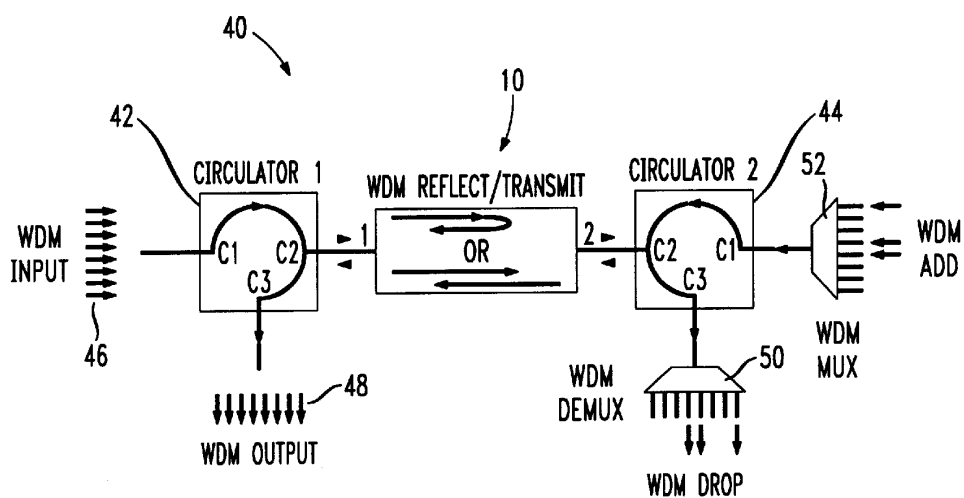 40
10
42
44
CIRCULATOR 1
CIRCULATOR 2
52
WDM REFLECT/TRANSMIT
WDM
INPUT
C1
C2
C3
1
OR
2
C2
C1
C3
WDM
ADD
46
WDM
MUX
50
WDM
DEMUX
48
WDM OUTPUT
WDM DROP